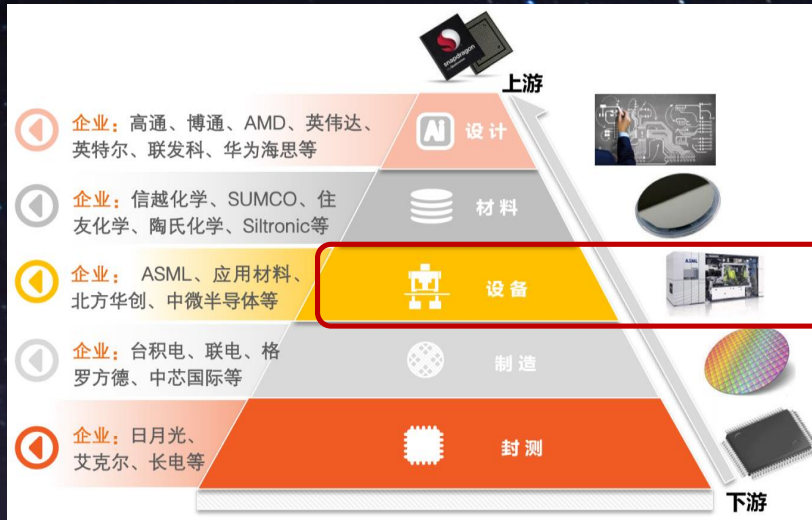 snapdragon
上游
企业：高通、博通、AMD、英伟达、
英特尔、联发科、华为海思等
Ai 设计
企业：信越化学、SUMCO、住
友化学、陶氏化学、Siltronic等
材料
企业： ASML、应用材料、
北方华创、中微半导体等
设备
ASML
企业：台积电、联电、格
罗方德、中芯国际等
制造
企业：日月光、
艾克尔、长电等
封测
下游